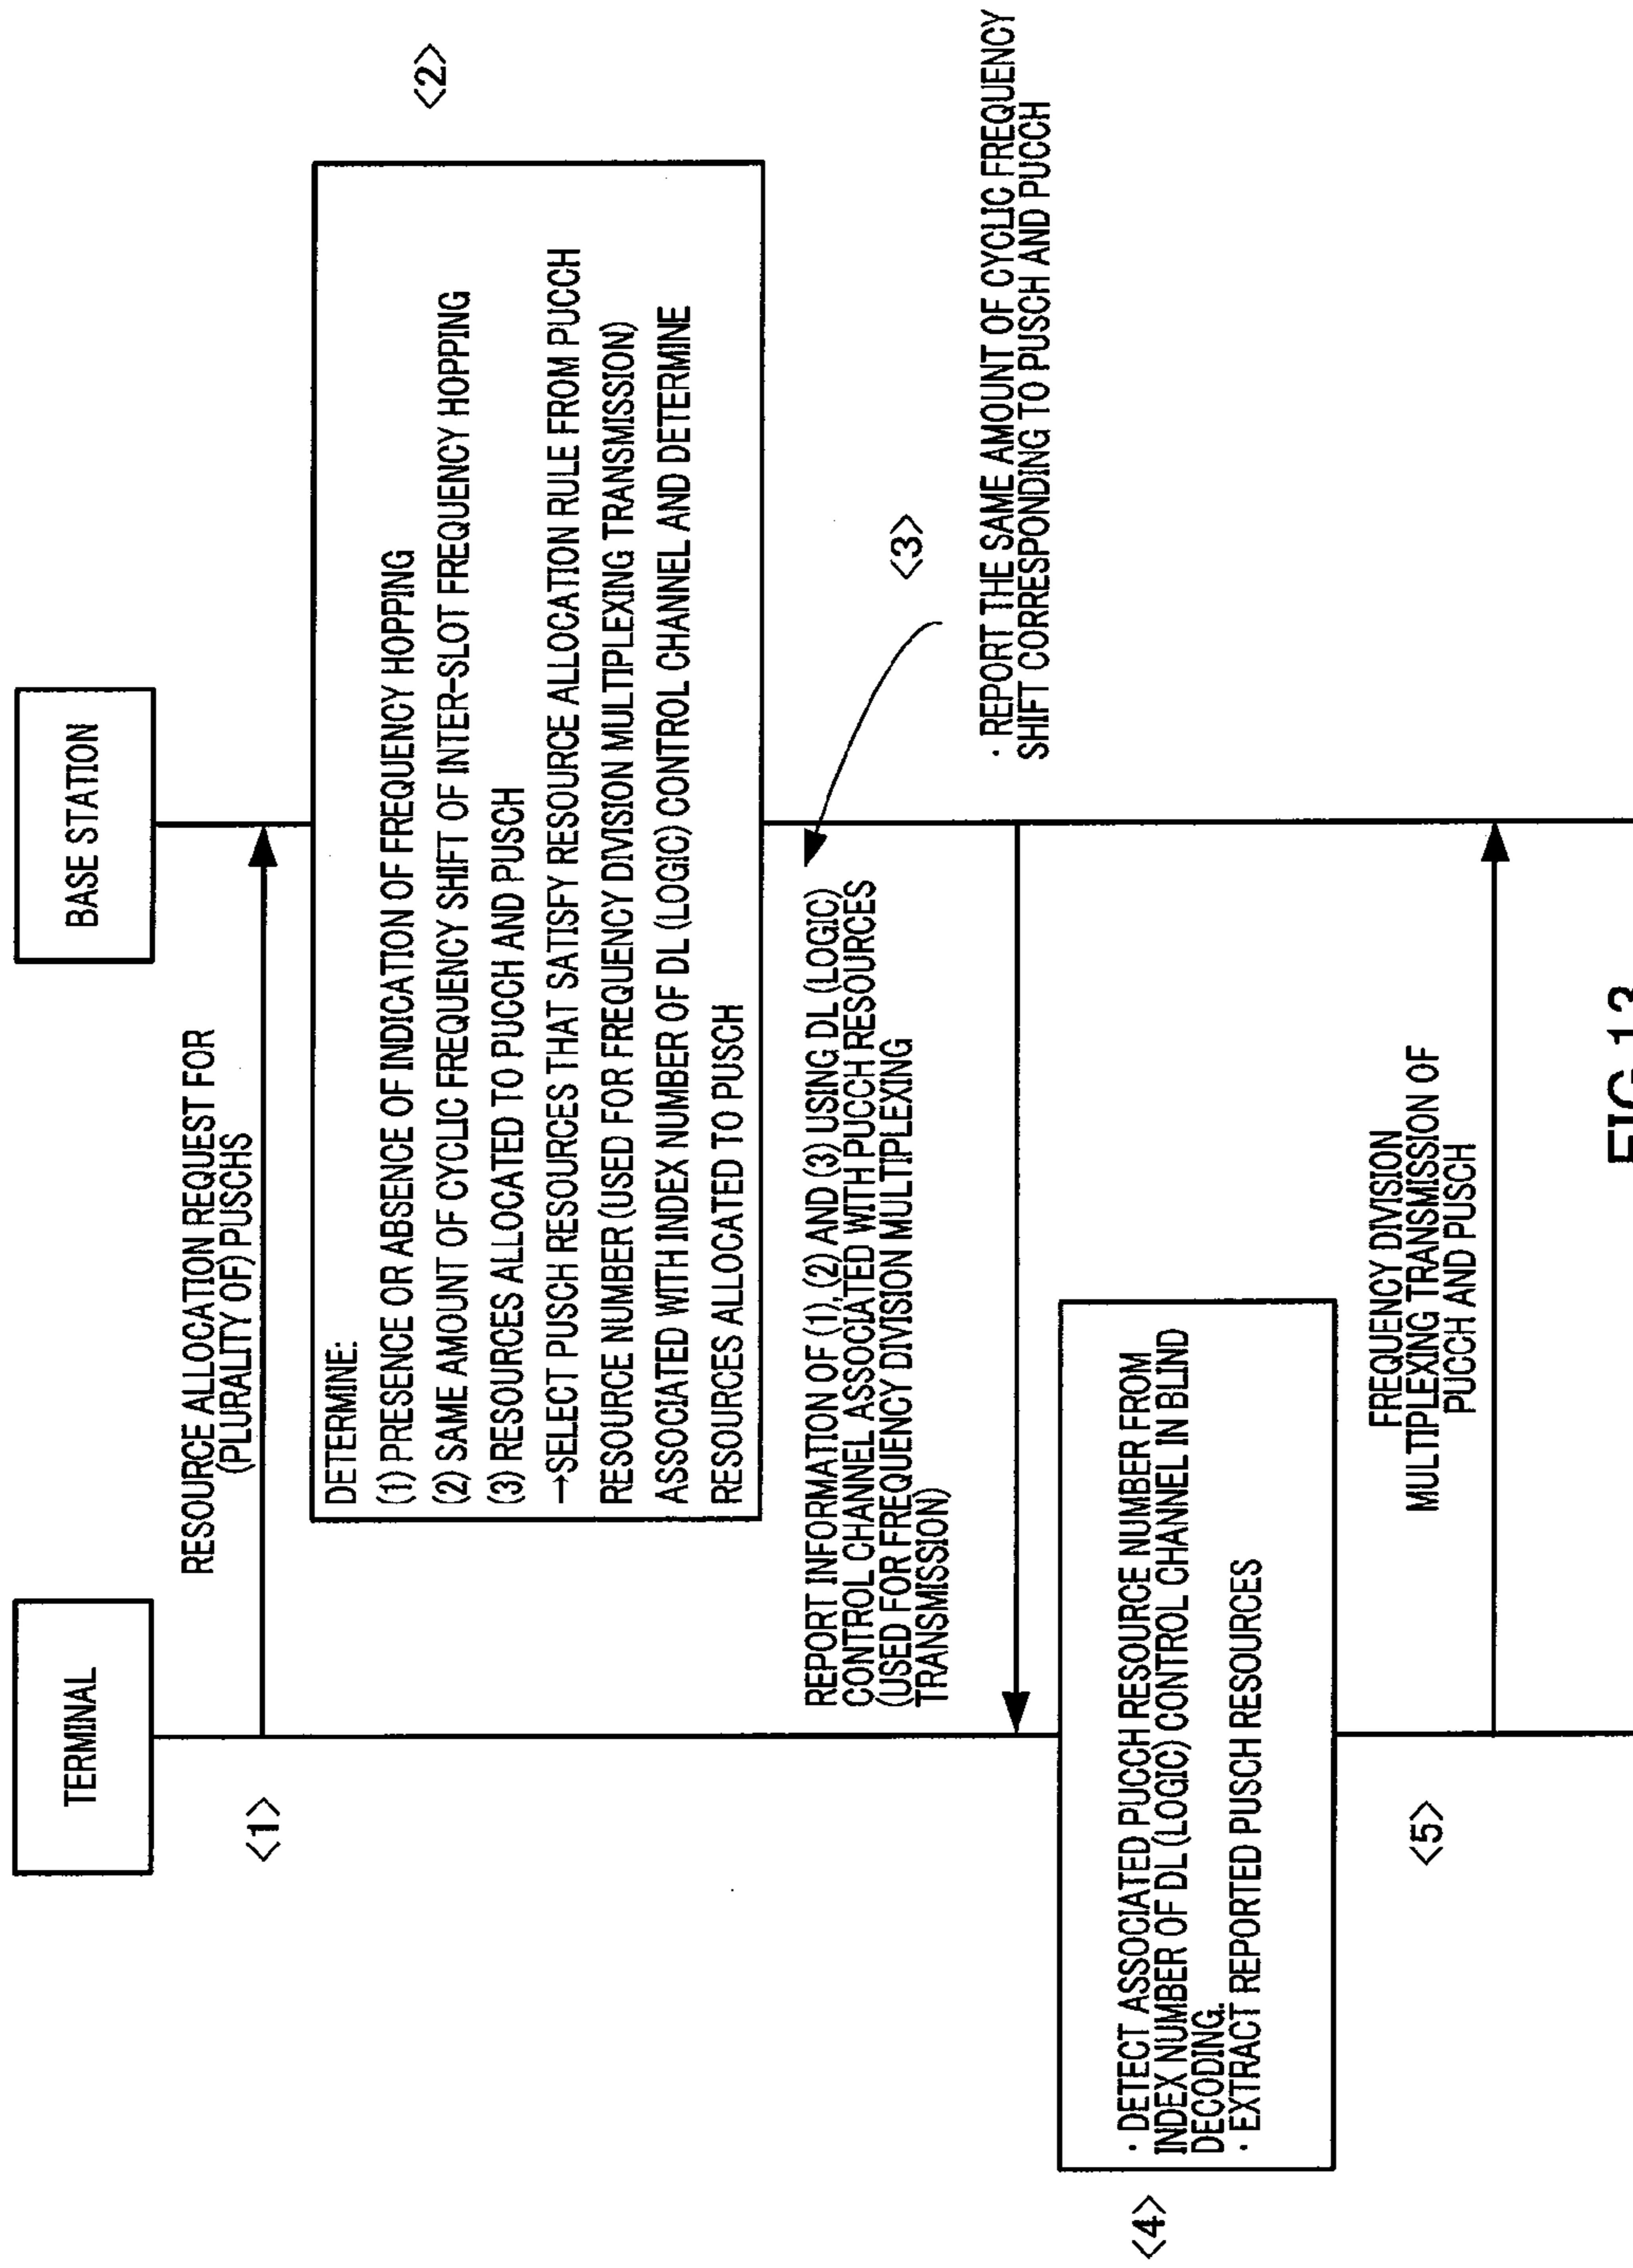 TERMINAL
BASE STATION
<1>
RESOURCE ALLOCATION REQUEST FOR
(PLURALITY OF) PUSCHS
<2>
DETERMINE:
(1) PRESENCE OR ABSENCE OF INDICATION OF FREQUENCY HOPPING
(2) SAME AMOUNT OF CYCLIC FREQUENCY SHIFT OF INTER-SLOT FREQUENCY HOPPING
(3) RESOURCES ALLOCATED TO PUCCH AND PUSCH
→SELECT PUSCH RESOURCES THAT SATISFY RESOURCE ALLOCATION RULE FROM PUCCH
RESOURCE NUMBER (USED FOR FREQUENCY DIVISION MULTIPLEXING TRANSMISSION)
ASSOCIATED WITH INDEX NUMBER OF DL (LOGIC) CONTROL CHANNEL AND DETERMINE
RESOURCES ALLOCATED TO PUSCH
REPORT INFORMATION OF (1), (2) AND (3) USING DL (LOGIC)
CONTROL CHANNEL ASSOCIATED WITH PUCCH RESOURCES
(USED FOR FREQUENCY DIVISION MULTIPLEXING
TRANSMISSION)
<3>
· REPORT THE SAME AMOUNT OF CYCLIC FREQUENCY
SHIFT CORRESPONDING TO PUSCH AND PUCCH
<4>
· DETECT ASSOCIATED PUCCH RESOURCE NUMBER FROM
INDEX NUMBER OF DL (LOGIC) CONTROL CHANNEL IN BLIND
DECODING.
· EXTRACT REPORTED PUSCH RESOURCES
<5>
FREQUENCY DIVISION
MULTIPLEXING TRANSMISSION OF
PUCCH AND PUSCH
FIG.13